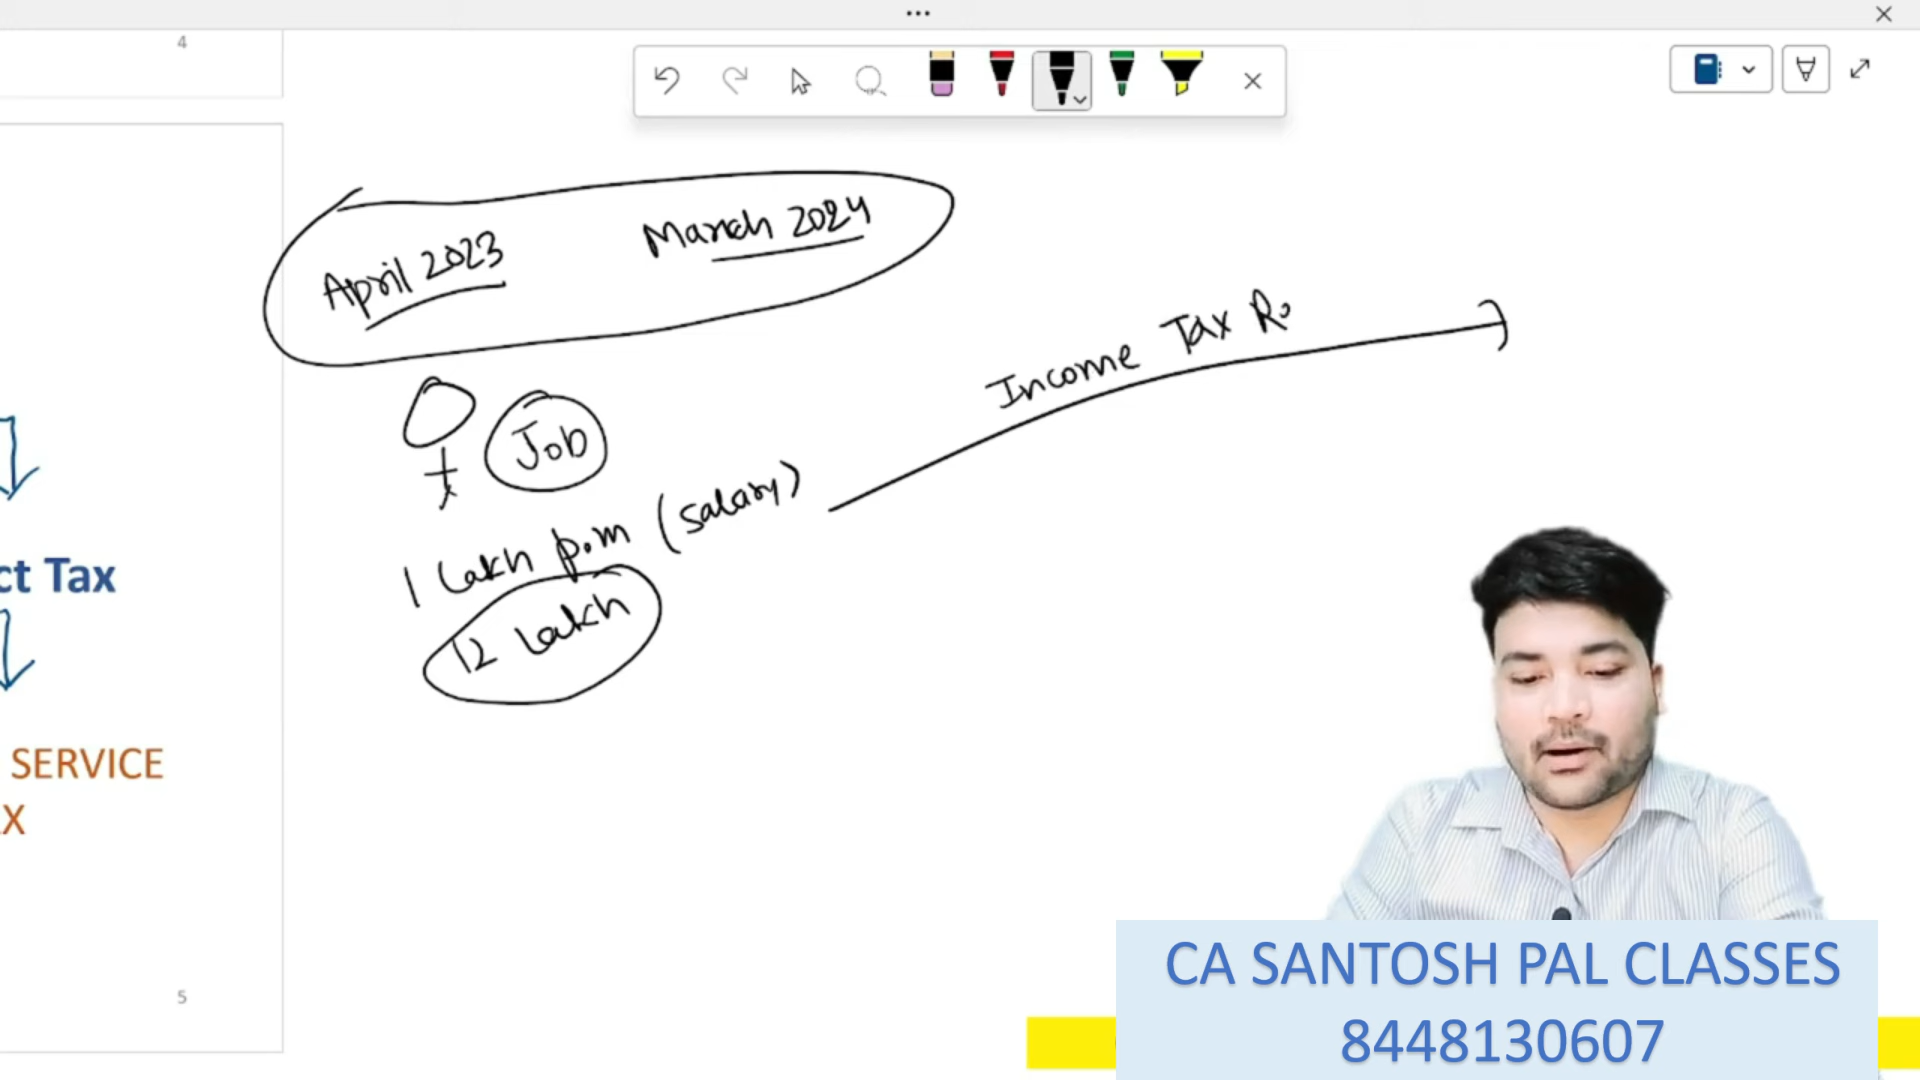 4
April 2023 March 2024
Income Tax R
Job
1 Lakh p.m (salary)
12 Lakh
ct Tax
SERVICE
X
5
CA SANTOSH PAL CLASSES
8448130607